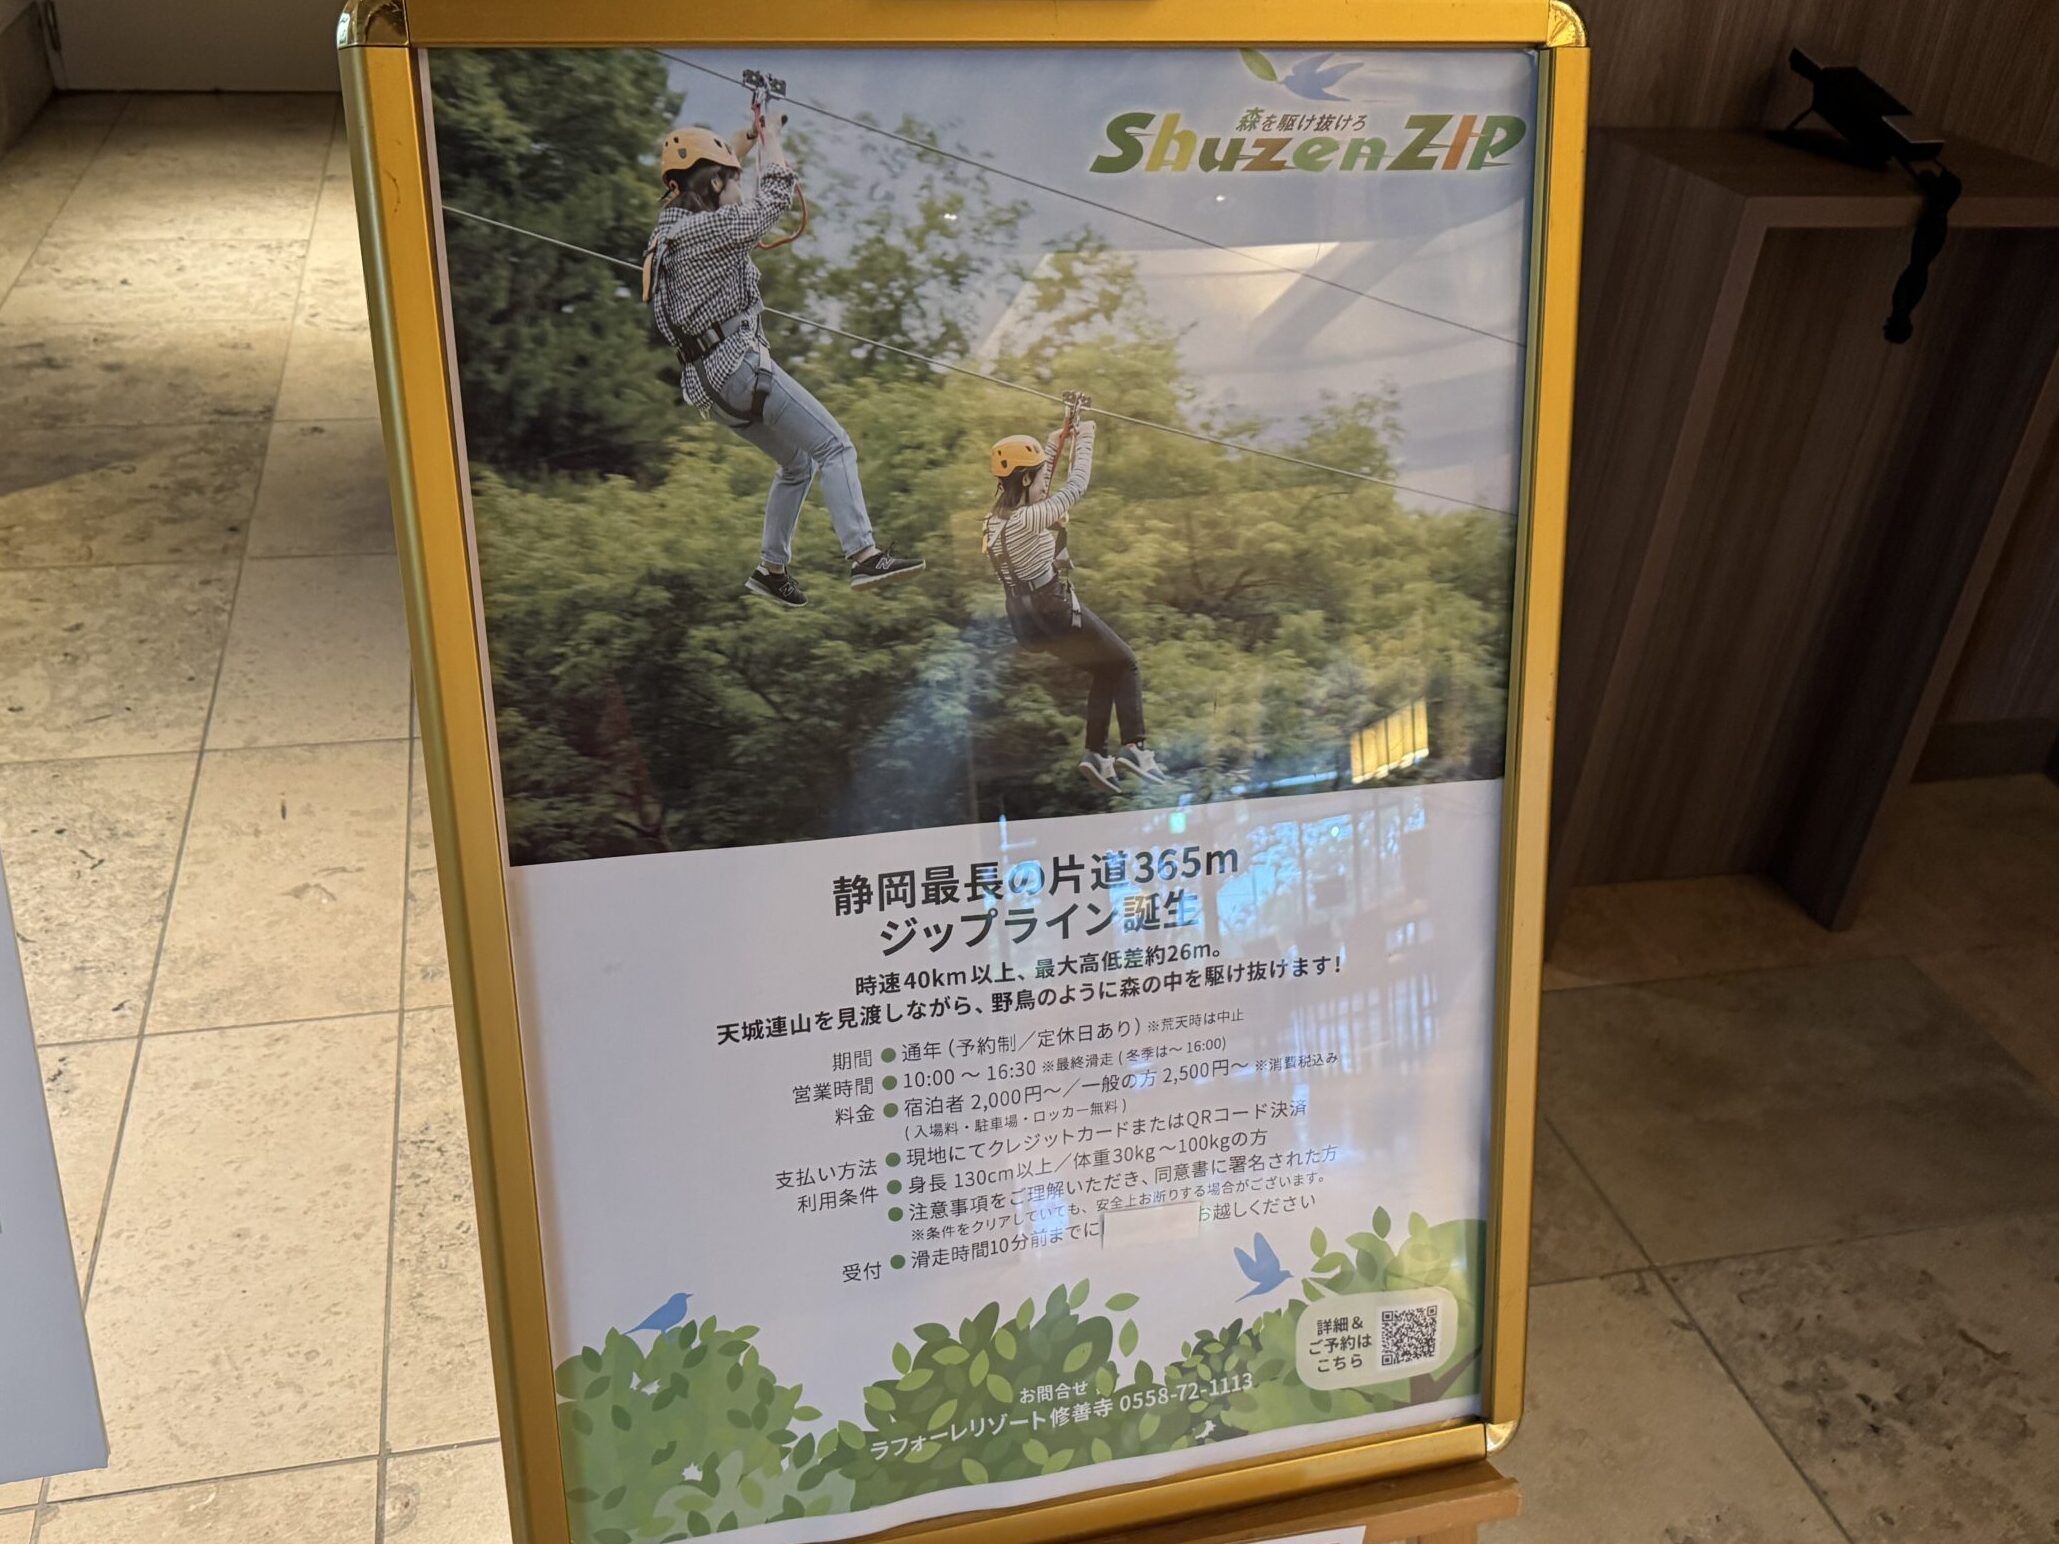 森を駆け抜けろ
ShuzenZIP
静岡最長の片道365m
ジップライン誕生
時速40km以上、最大高低差約26m。
天城連山を見渡しながら、野鳥のように森の中を駆け抜けます!
期間 ● 通年(予約制/定休日あり) ※荒天時は中止
営業時間 ● 10:00 ～ 16:30 ※最終滑走(冬季は～16:00)
料金 ● 宿泊者 2,000円～/一般の方 2,500円～ ※消費税込み
(入場料・駐車場・ロッカー無料)
支払い方法 ● 現地にてクレジットカードまたはQRコード決済
利用条件 ● 身長 130cm以上/体重30kg～100kgの方
● 注意事項をご理解いただき、同意書に署名された方
※条件をクリアしていても、安全上お断りする場合がございます。
受付 ● 滑走時間10分前までに お越しください
詳細&
ご予約は
こちら
お問合せ
ラフォーレリゾート修善寺 0558-72-1113